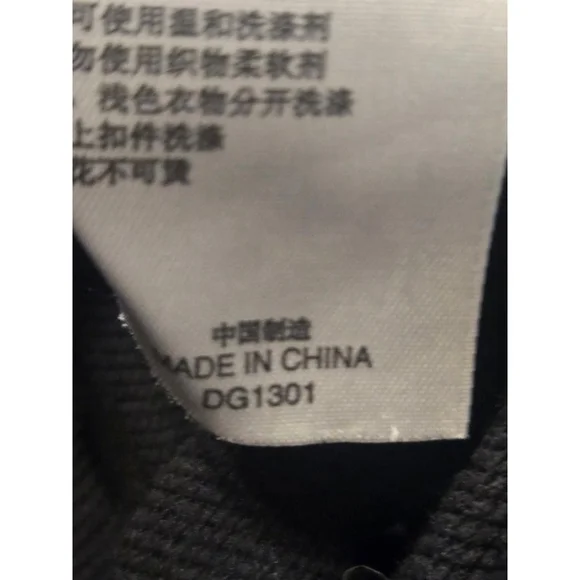 可使用温和洗涤剂
勿使用织物柔软剂
、浅色衣物分开洗涤
上扣件洗涤
花不可烫
中国制造
MADE IN CHINA
DG1301